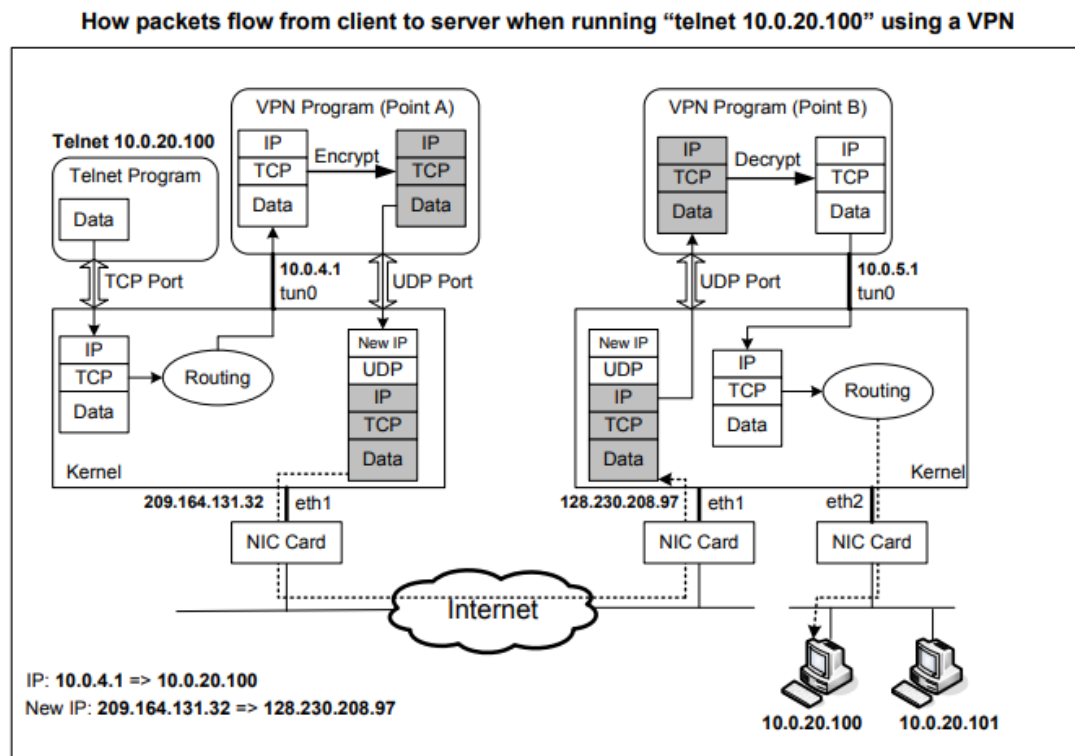 How packets flow from client to server when running “telnet 10.0.20.100” using a VPN
VPN Program (Point A)
IP
TCP
Data
Encrypt
IP
TCP
Data
Telnet 10.0.20.100
Telnet Program
Data
TCP Port
10.0.4.1
tun0
UDP Port
IP
TCP
Data
Routing
New IP
UDP
IP
TCP
Data
Kernel
209.164.131.32
eth1
NIC Card
VPN Program (Point B)
IP
TCP
Data
Decrypt
IP
TCP
Data
UDP Port
10.0.5.1
tun0
New IP
UDP
IP
TCP
Data
IP
TCP
Data
Routing
Kernel
128.230.208.97
eth1
eth2
NIC Card
NIC Card
Internet
IP: 10.0.4.1 => 10.0.20.100
New IP: 209.164.131.32 => 128.230.208.97
10.0.20.100
10.0.20.101